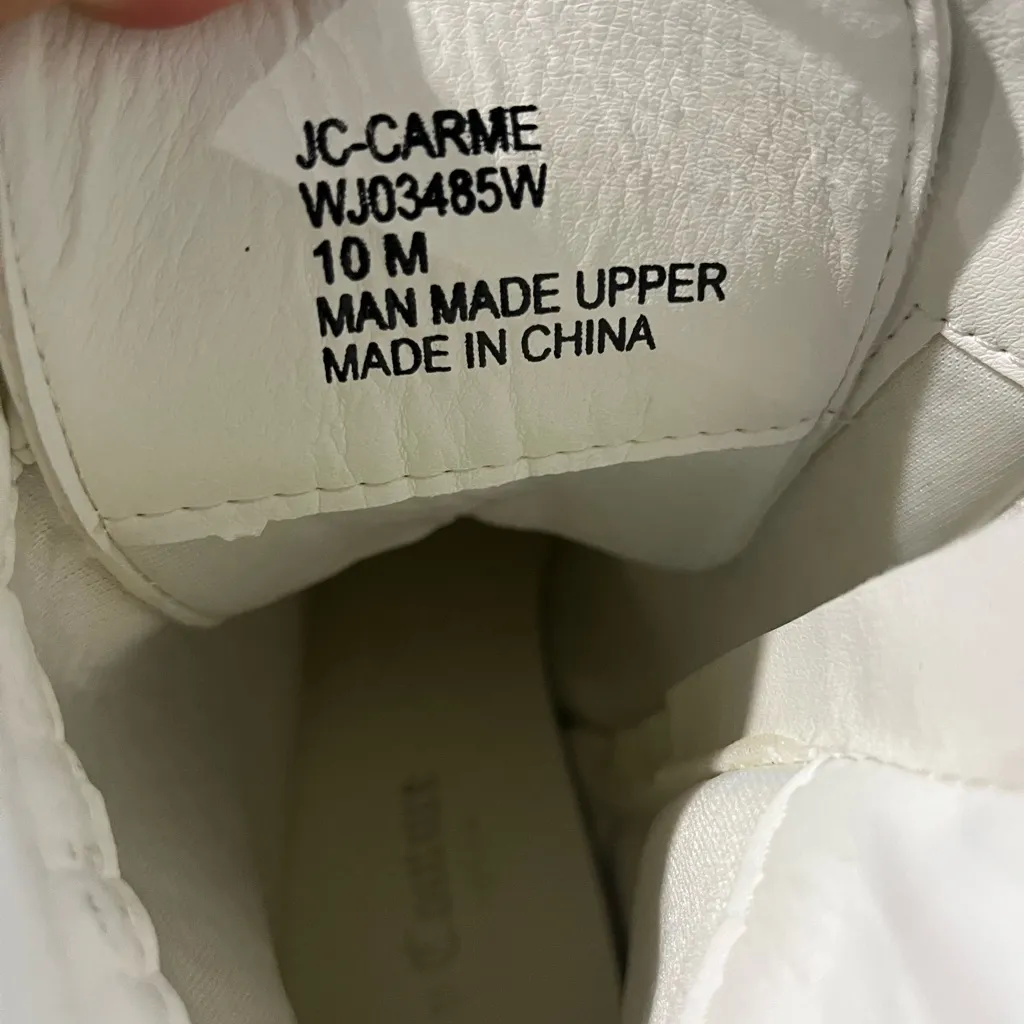 JC-CARME
WJ03485W
10 M
MAN MADE UPPER
MADE IN CHINA